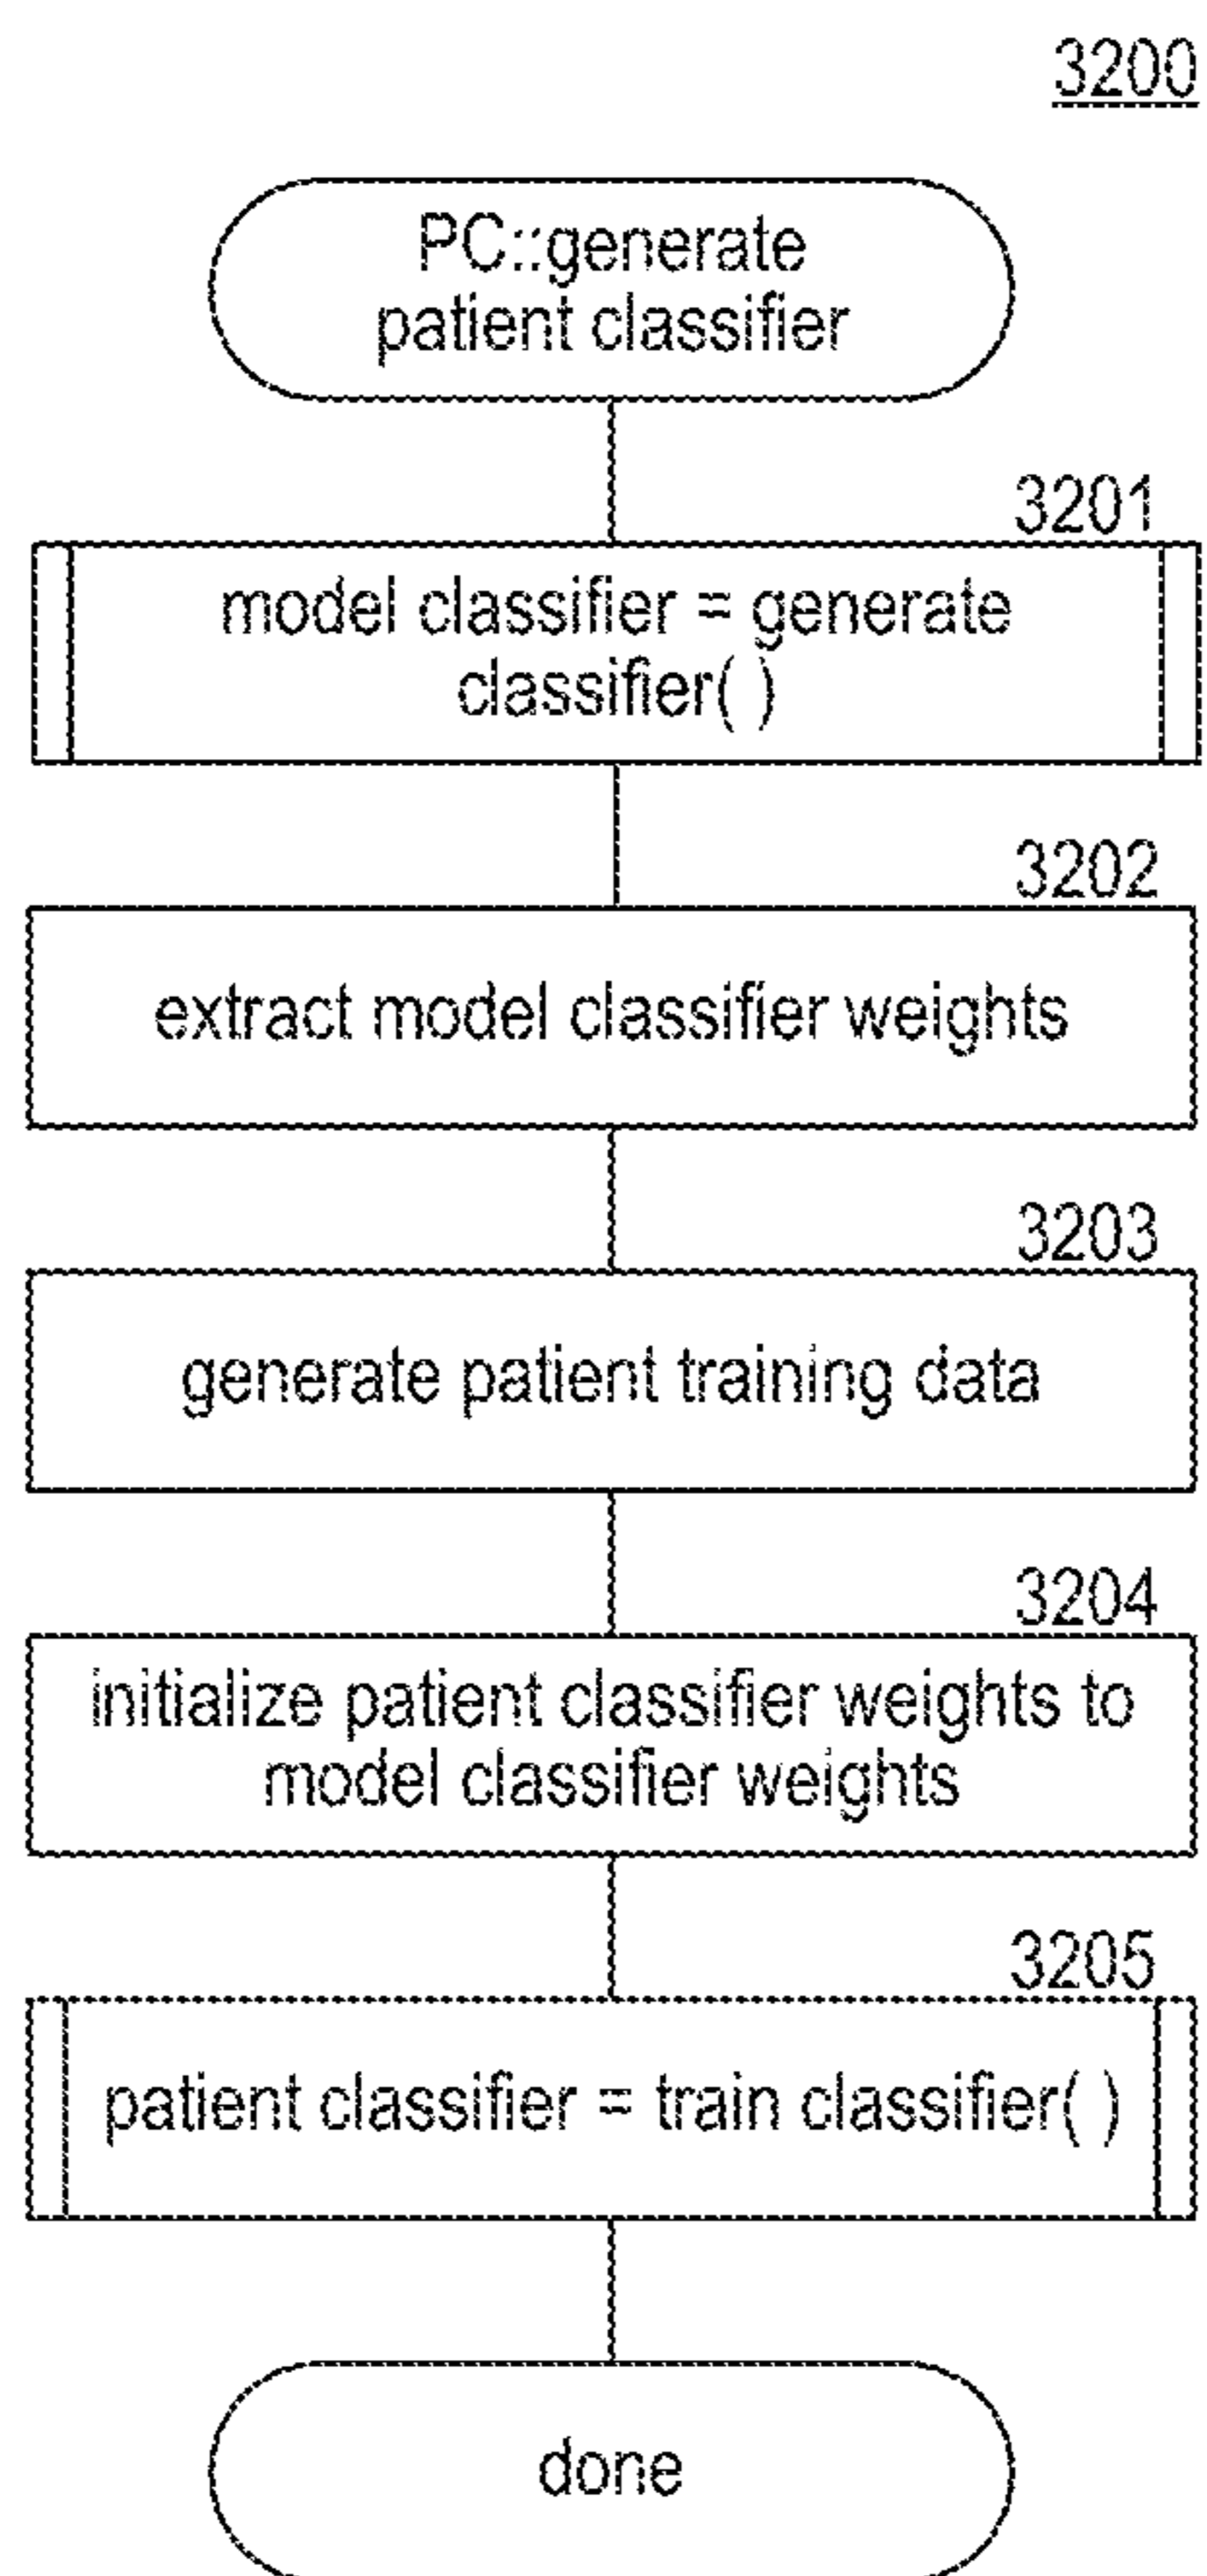 3200
PC::generate
patient classifier
3201
model classifier = generate
classifier( )
3202
extract model classifier weights
3203
generate patient training data
3204
initialize patient classifier weights to
model classifier weights
3205
patient classifier = train classifier( )
done